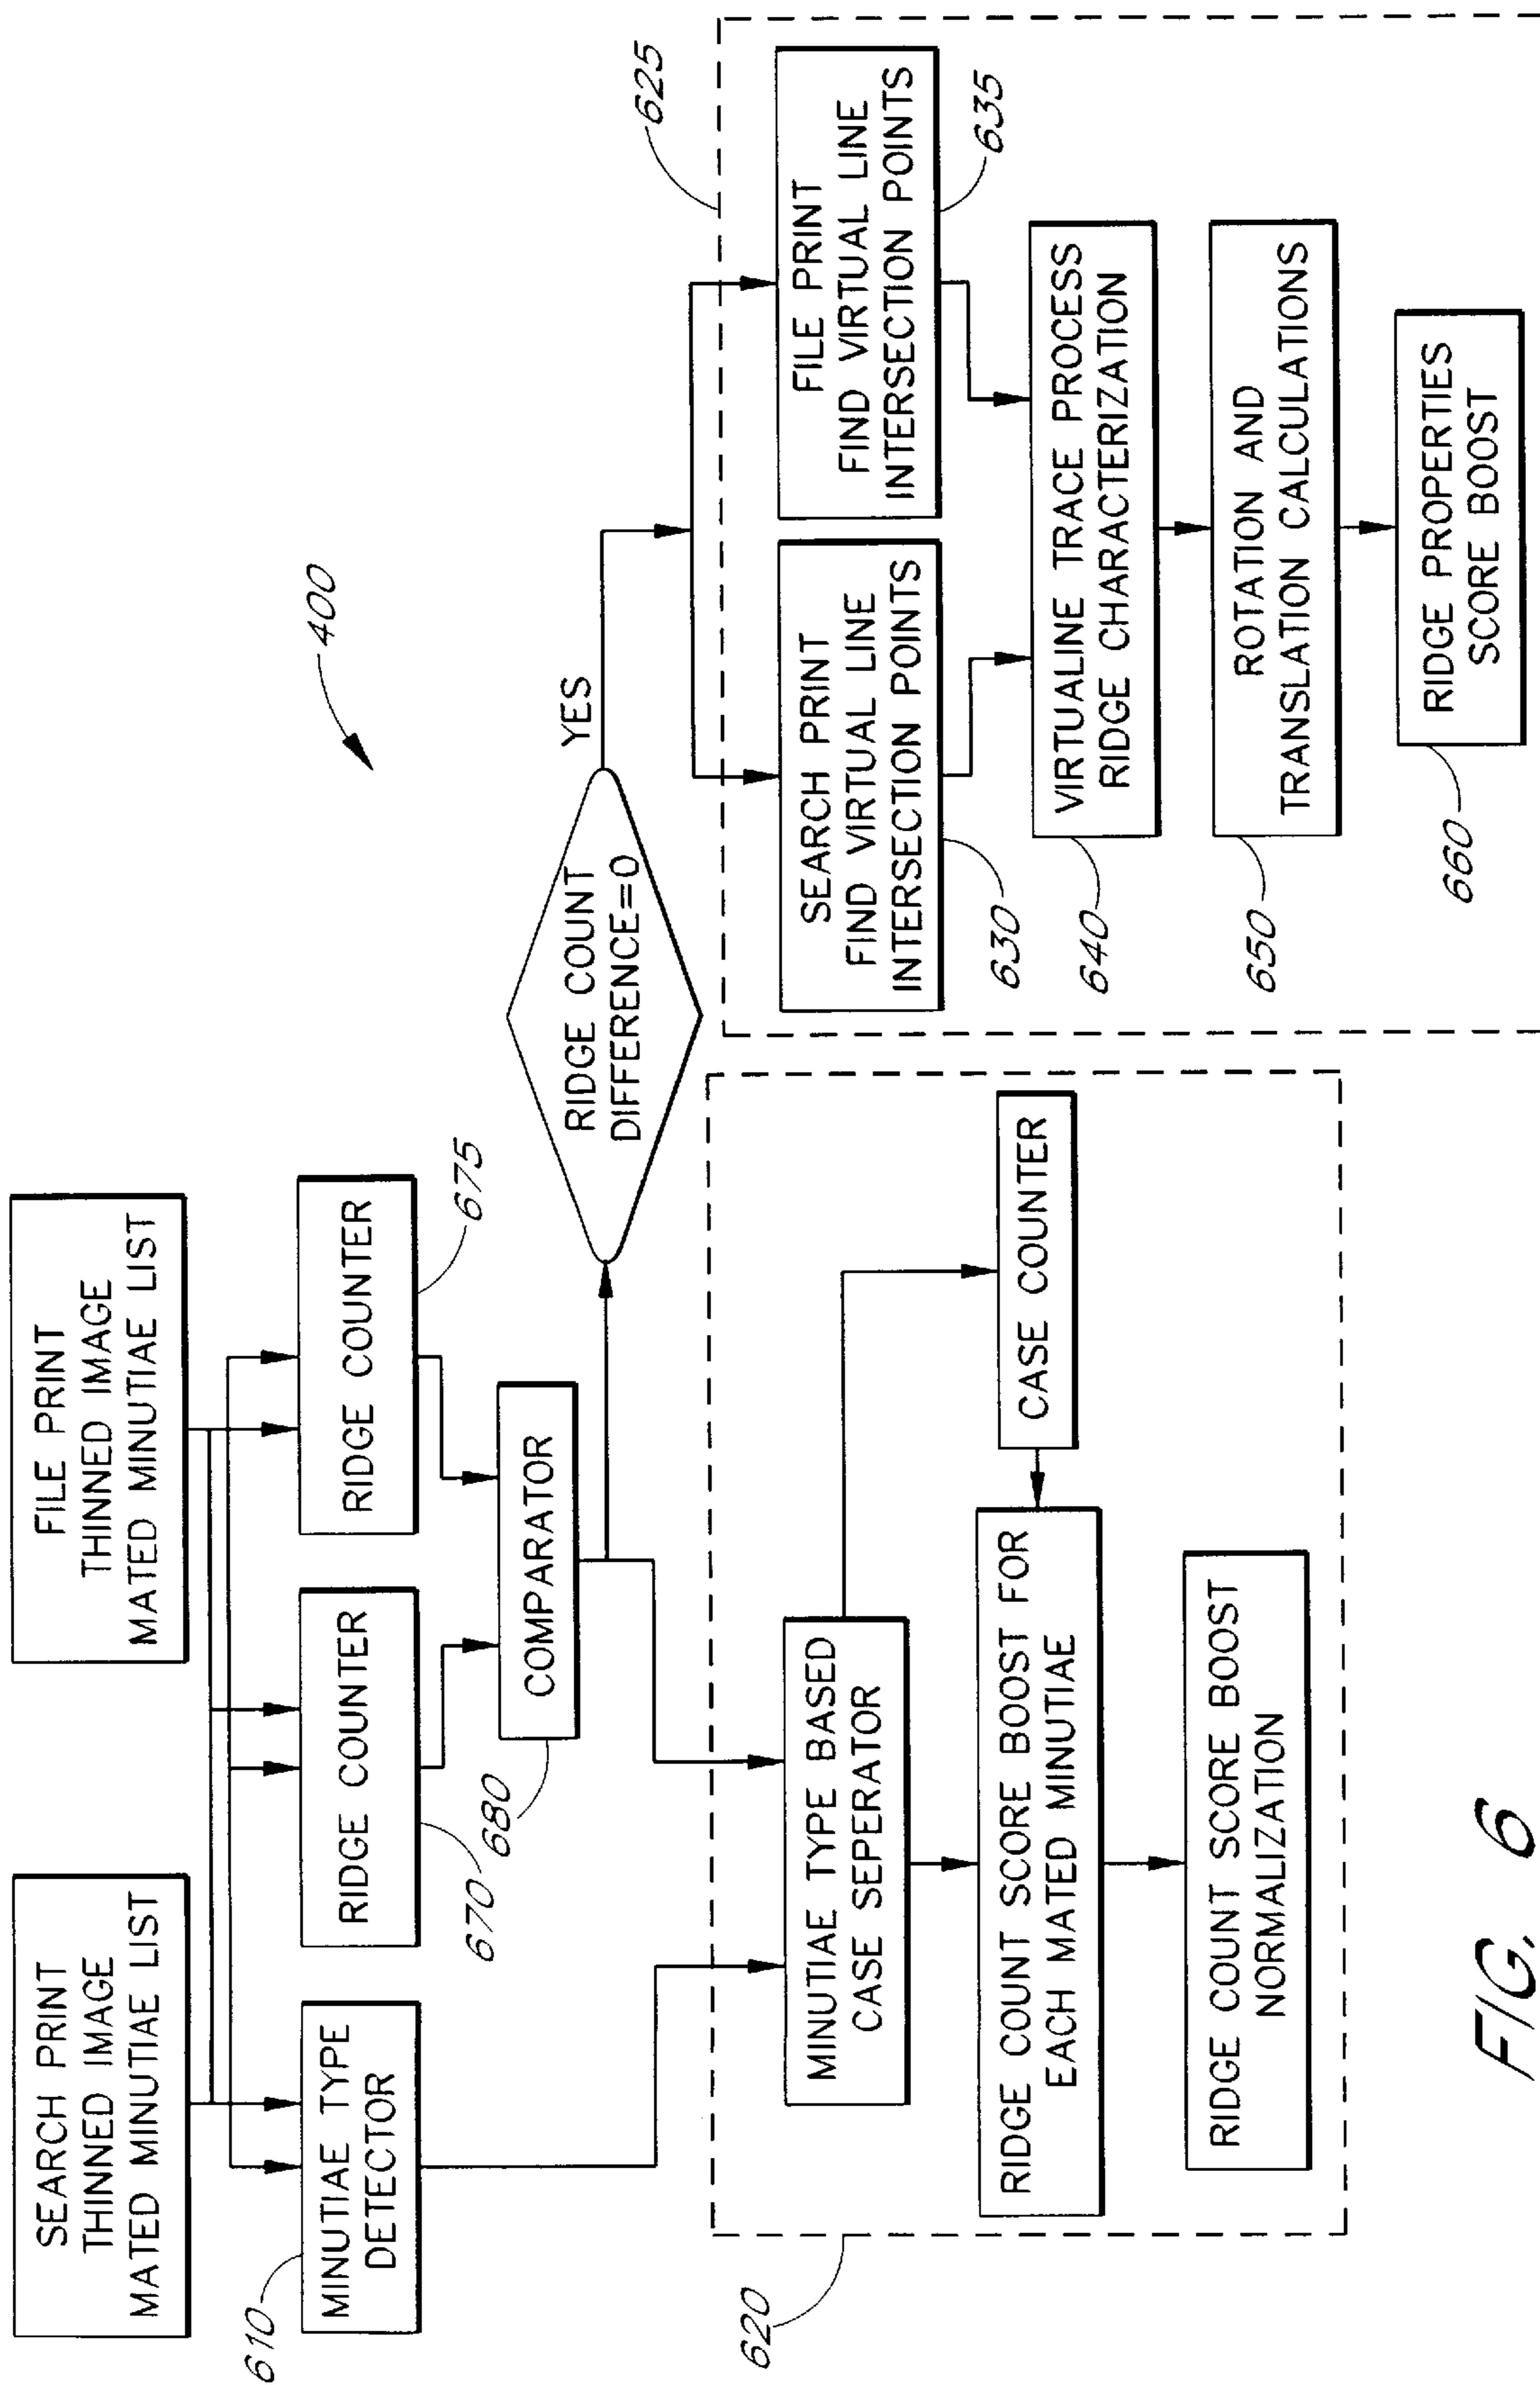 SEARCH PRINT
THINNED IMAGE
MATED MINUTIAE LIST
FILE PRINT
THINNED IMAGE
MATED MINUTIAE LIST
610
MINUTIAE TYPE
DETECTOR
RIDGE COUNTER
670
RIDGE COUNTER
675
COMPARATOR
680
400
RIDGE COUNT
DIFFERENCE=0
YES
620
MINUTIAE TYPE BASED
CASE SEPERATOR
CASE COUNTER
RIDGE COUNT SCORE BOOST FOR
EACH MATED MINUTIAE
RIDGE COUNT SCORE BOOST
NORMALIZATION
625
SEARCH PRINT
FIND VIRTUAL LINE
INTERSECTION POINTS
630
FILE PRINT
FIND VIRTUAL LINE
INTERSECTION POINTS
635
VIRTUALINE TRACE PROCESS
RIDGE CHARACTERIZATION
640
ROTATION AND
TRANSLATION CALCULATIONS
650
RIDGE PROPERTIES
SCORE BOOST
660
FIG. 6